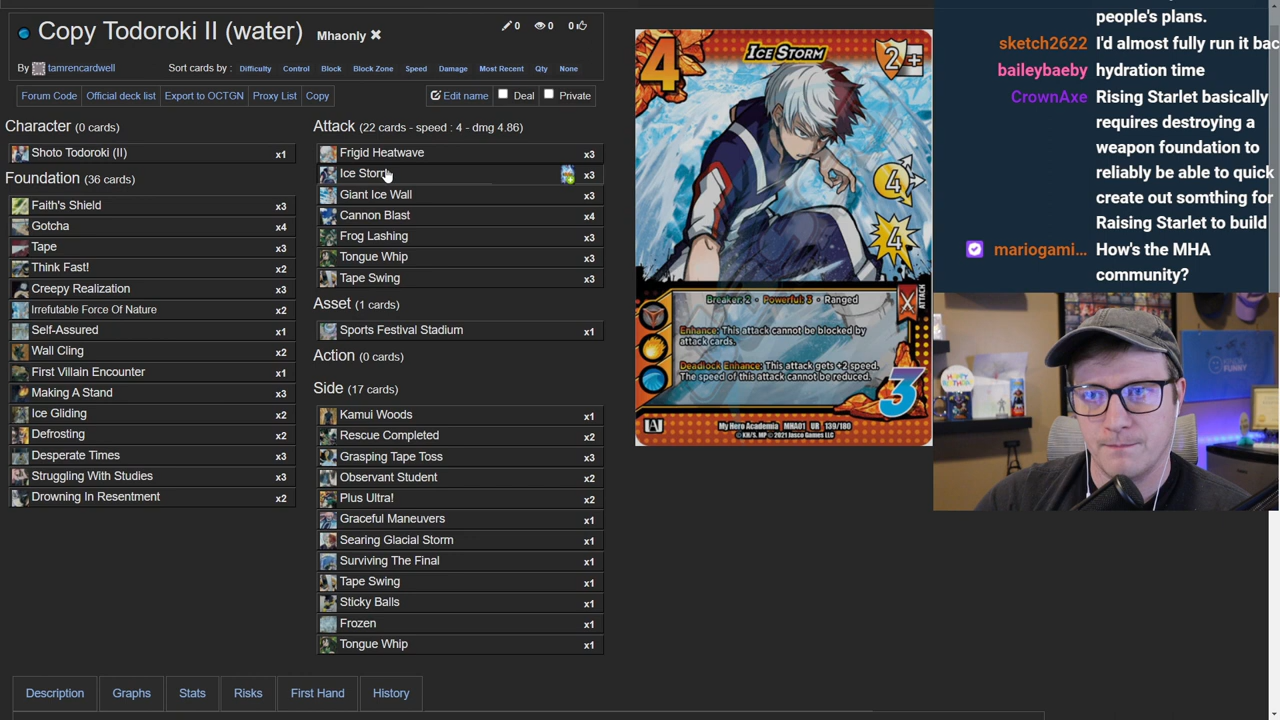 Copy Todoroki II (water) Mhaonly ✖
0 0 0
By
Sort cards by Difficulty Control Block Block Zone Speed Damage Most Recent Qty None
Forum Code Official deck list Export to OCTGN Proxy List Copy
Edit name Deal Private
Character (0 cards)
Shoto Todoroki (II) x1
Foundation (36 cards)
Faith's Shield x3
Gotcha x4
Tape x3
Think Fast! x2
Creepy Realization x3
Irrefutable Force Of Nature x2
Self-Assured x1
Wall Cling x2
First Villain Encounter x1
Making A Stand x3
Ice Gliding x2
Defrosting x2
Desperate Times x3
Struggling With Studies x3
Drowning In Resentment x2
Attack (22 cards - speed : 4 - dmg 4.86)
Frigid Heatwave x3
Ice Storm x3
Giant Ice Wall x3
Cannon Blast x4
Frog Lashing x3
Tongue Whip x3
Tape Swing x3
Asset (1 cards)
Sports Festival Stadium x1
Action (0 cards)
Side (17 cards)
Kamui Woods x1
Rescue Completed x2
Grasping Tape Toss x3
Observant Student x2
Plus Ultra! x2
Graceful Maneuvers x1
Searing Glacial Storm x1
Surviving The Final x1
Tape Swing x1
Sticky Balls x1
Frozen x1
Tongue Whip x1
Description Graphs Stats Risks First Hand History
4
Ice Storm
2 +
4
4
ATTACK
Breaker: 2 • Powerful: 3 • Ranged
Enhance: This attack cannot be blocked by
attack cards.
Deadlock Enhance: This attack gets +2 speed.
The speed of this attack cannot be reduced.
3
My Hero Academia MHA01 UR 139/180
© KH/S, MP © 2021 Jasco Games LLC
people's plans.
sketch2622 I'd almost fully run it bac
baileybaeby hydration time
CrownAxe Rising Starlet basically
requires destroying a
weapon foundation to
reliably be able to quick
create out somthing for
Raising Starlet to build
mariogami... How's the MHA
community?